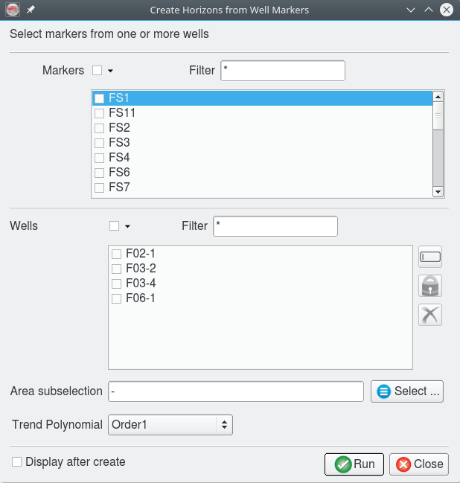 Create Horizons from Well Markers
Select markers from one or more wells
Markers Filter *
FS1
FS11
FS2
FS3
FS4
FS6
FS7
Wells Filter *
F02-1
F03-2
F03-4
F06-1
Area subselection - Select ...
Trend Polynomial Order1
Display after create Run Close